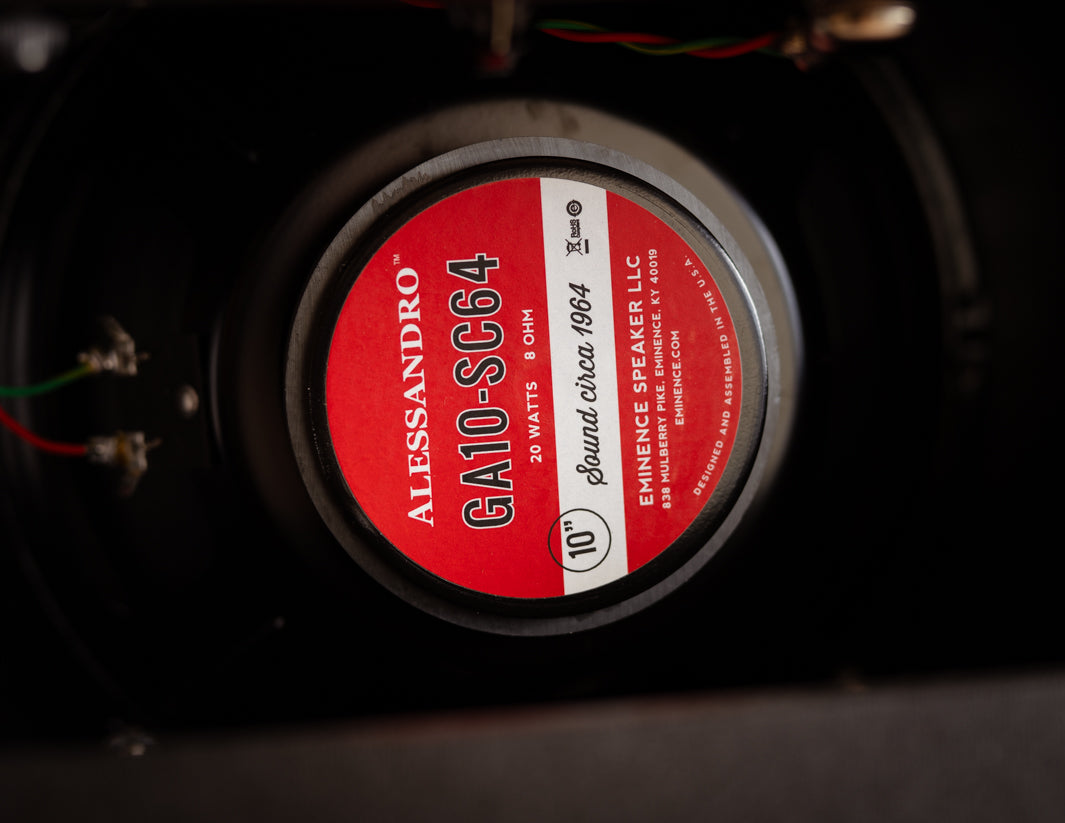 ALESSANDRO™
GA10-SC64
20 WATTS 8 OHM
10” Sound circa 1964 RoHS
EMINENCE SPEAKER LLC
838 MULBERRY PIKE, EMINENCE, KY 40019
EMINENCE.COM
DESIGNED AND ASSEMBLED IN THE U.S.A.